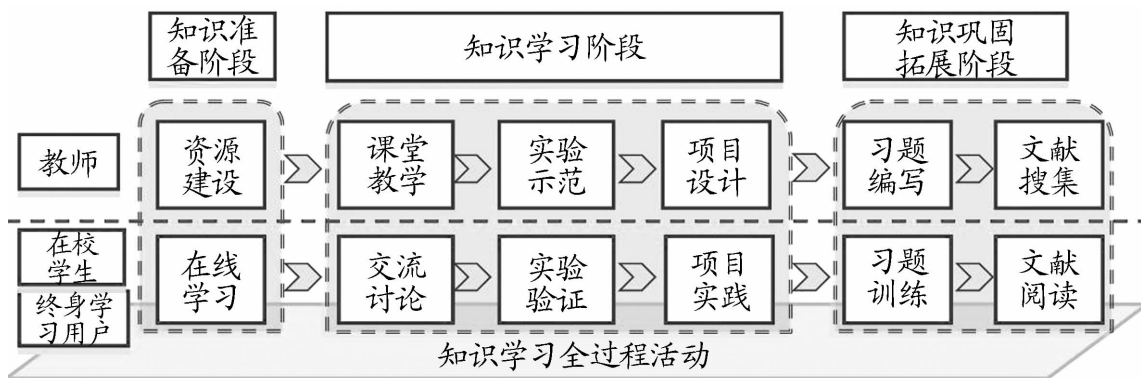 知识准
备阶段
知识学习阶段
知识巩固
拓展阶段
教师
资源
建设
课堂
教学
实验
示范
项目
设计
习题
编写
文献
搜集
在校
学生
终身学
习用户
在线
学习
交流
讨论
实验
验证
项目
实践
习题
训练
文献
阅读
知识学习全过程活动